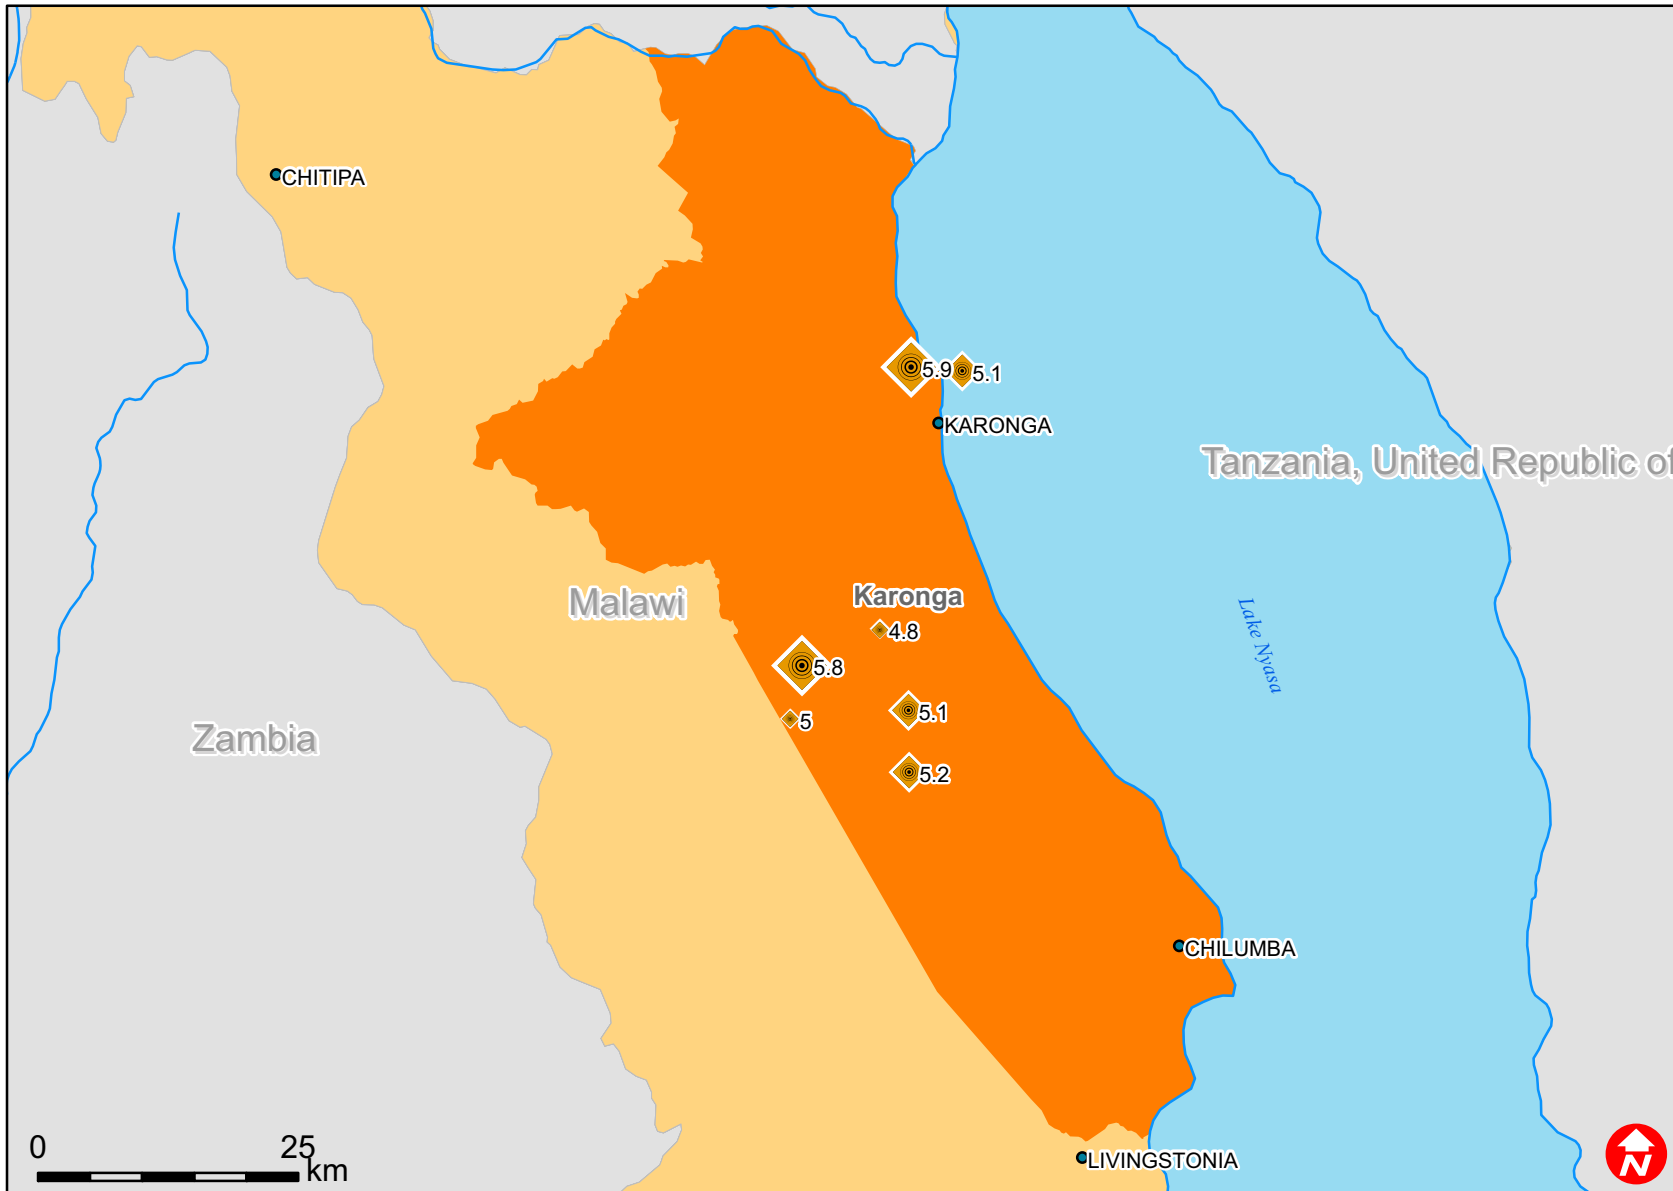 CHITIPA
5.9
5.1
KARONGA
Tanzania, United Republic of
Malawi
Karonga
Lake Nyasa
4.8
5.8
5
5.1
Zambia
5.2
CHILUMBA
0 25
km
LIVINGSTONIA
N